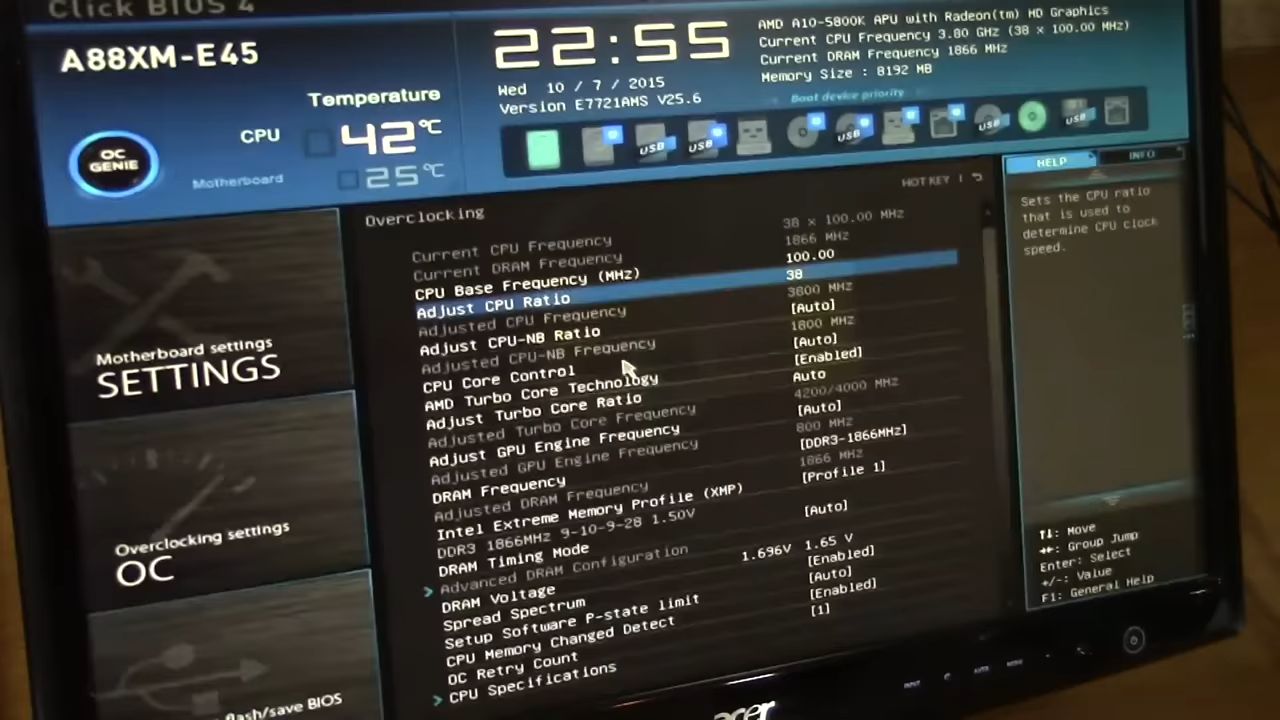 Click BIOS 4
A88XM-E45
Temperature
CPU 42°C
Motherboard 25°C
OC
GENIE
22:55
Wed 10 / 7 / 2015
Version E7721AMS V25.6
AMD A10-5800K APU with Radeon(tm) HD Graphics
Current CPU Frequency 3.80 GHz (38 x 100.00 MHz)
Current DRAM Frequency 1866 MHz
Memory Size : 8192 MB
Boot device priority
USB USB USB USB USB
Motherboard settings
SETTINGS
Overclocking settings
OC
flash/save BIOS
Overclocking
HOT KEY
Current CPU Frequency 38 x 100.00 MHz
Current DRAM Frequency 1866 MHz
CPU Base Frequency (MHz) 100.00
Adjust CPU Ratio 38
Adjusted CPU Frequency 3800 MHz
Adjust CPU-NB Ratio [Auto]
Adjusted CPU-NB Frequency 1800 MHz
CPU Core Control [Auto]
AMD Turbo Core Technology [Enabled]
Adjust Turbo Core Ratio Auto
Adjusted Turbo Core Frequency 4200/4000 MHz
Adjust GPU Engine Frequency [Auto]
Adjusted GPU Engine Frequency 800 MHz
DRAM Frequency [DDR3-1866MHz]
Adjusted DRAM Frequency 1866 MHz
Intel Extreme Memory Profile (XMP) [Profile 1]
DDR3 1866MHz 9-10-9-28 1.50V
DRAM Timing Mode [Auto]
> Advanced DRAM Configuration
DRAM Voltage 1.696V 1.65 V
Spread Spectrum [Enabled]
Setup Software P-state limit [Auto]
CPU Memory Changed Detect [Enabled]
OC Retry Count [1]
> CPU Specifications
HELP INFO
Sets the CPU ratio
that is used to
determine CPU clock
speed.
↑↓: Move
: Group Jump
Enter: Select
+/-: Value
F1: General Help
acer